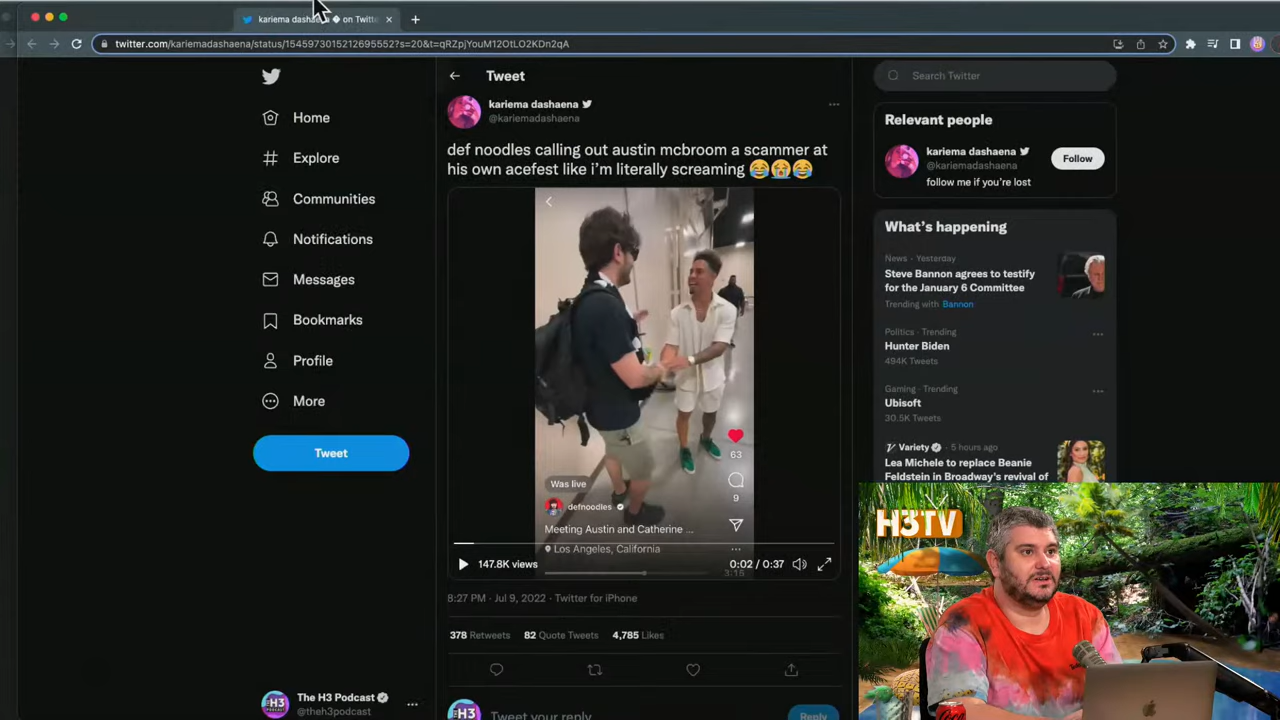 kariema dashaena
on Twitte
twitter.com/kariemadashaena/status/1545973015212695552?s=20&t=qRZpjYouM12OtLO2KDn2qA
Home
Explore
Communities
Notifications
Messages
Bookmarks
Profile
More
Tweet
The H3 Podcast
@theh3podcast
Tweet
kariema dashaena
@kariemadashaena
def noodles calling out austin mcbroom a scammer at
his own acefest like i’m literally screaming 😂😭😂
Was live
defnoodles
Meeting Austin and Catherine ...
Los Angeles, California
63
9
3:15
147.8K views
0:02 / 0:37
8:27 PM · Jul 9, 2022 · Twitter for iPhone
378 Retweets 82 Quote Tweets 4,785 Likes
H3
Tweet your reply
Reply
Search Twitter
Relevant people
kariema dashaena
@kariemadashaena
follow me if you’re lost
Follow
What’s happening
News · Yesterday
Steve Bannon agrees to testify
for the January 6 Committee
Trending with Bannon
Politics · Trending
Hunter Biden
494K Tweets
Gaming · Trending
Ubisoft
30.5K Tweets
Variety · 5 hours ago
Lea Michele to replace Beanie
Feldstein in Broadway’s revival of
H3TV